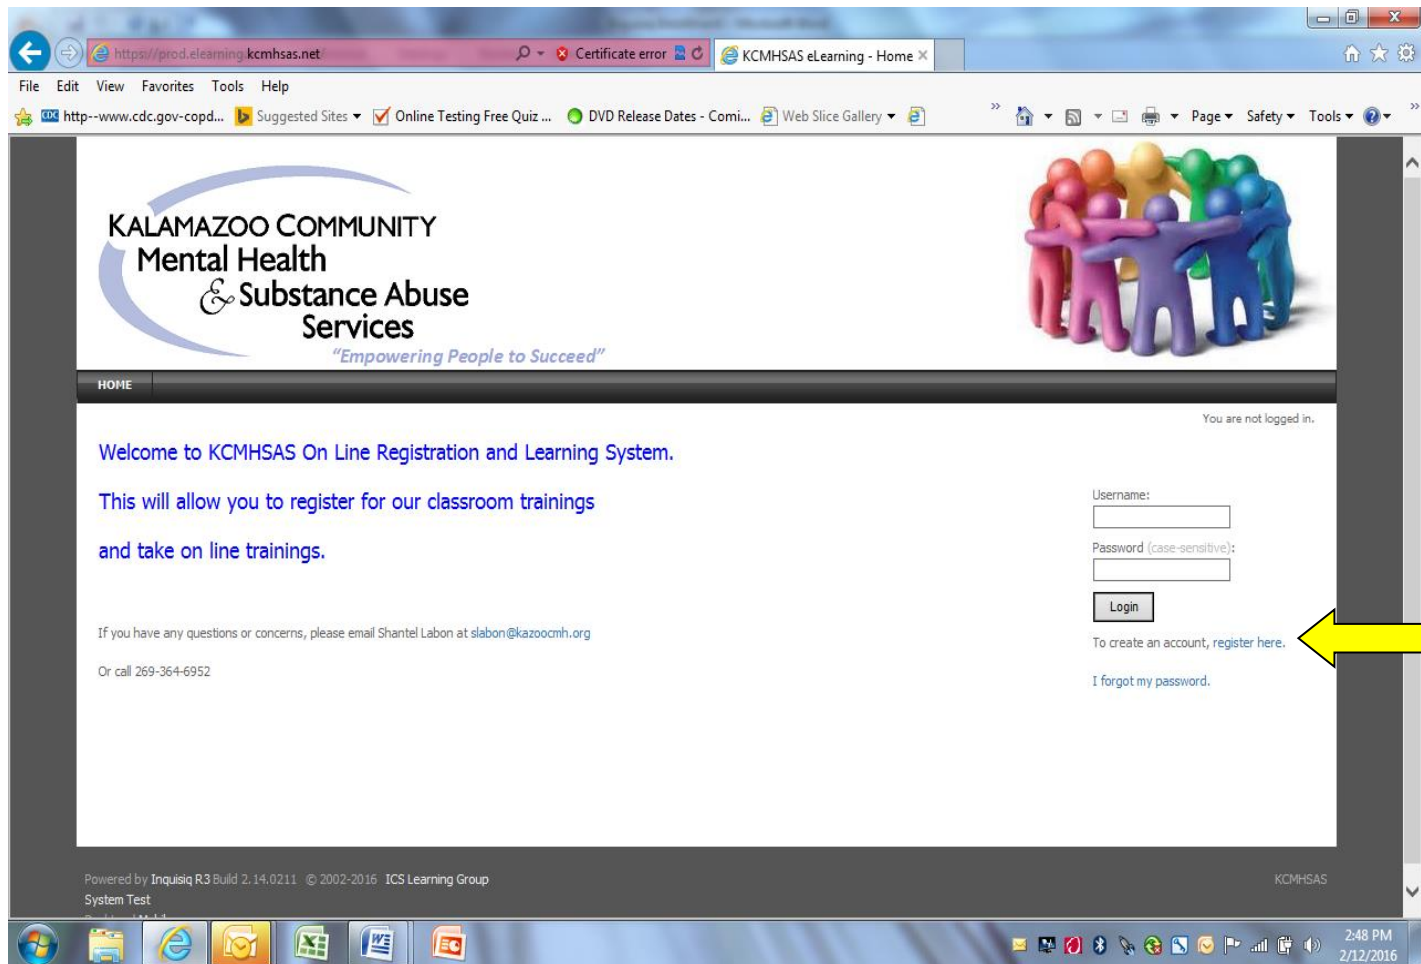 https://prod.elearning.kcmhsas.net/
Certificate error
KCMHSAS eLearning - Home
File Edit View Favorites Tools Help
http--www.cdc.gov-copd... Suggested Sites Online Testing Free Quiz ... DVD Release Dates - Comi... Web Slice Gallery
Page Safety Tools
KALAMAZOO COMMUNITY
Mental Health
& Substance Abuse
Services
"Empowering People to Succeed"
HOME
You are not logged in.
Welcome to KCMHSAS On Line Registration and Learning System.
This will allow you to register for our classroom trainings
and take on line trainings.
If you have any questions or concerns, please email Shantel Labon at slabon@kazoocmh.org
Or call 269-364-6952
Username:
Password (case-sensitive):
Login
To create an account, register here.
I forgot my password.
Powered by Inquisiq R3 Build 2.14.0211 © 2002-2016 ICS Learning Group
KCMHSAS
System Test
2:48 PM
2/12/2016